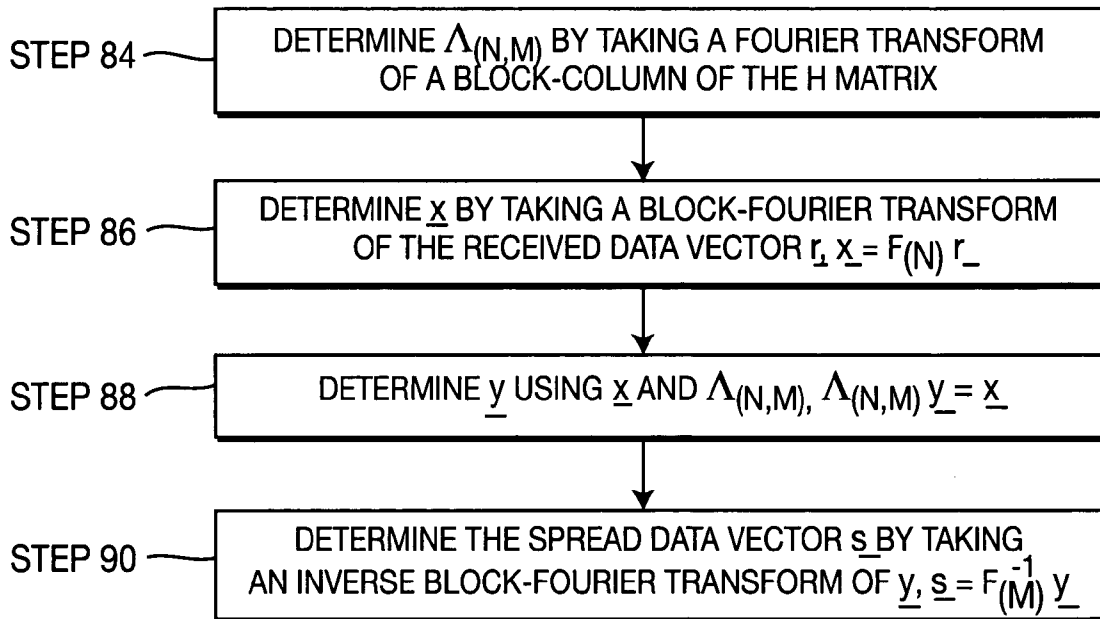 STEP 84
DETERMINE Λ(N,M) BY TAKING A FOURIER TRANSFORM
OF A BLOCK-COLUMN OF THE H MATRIX
STEP 86
DETERMINE x BY TAKING A BLOCK-FOURIER TRANSFORM
OF THE RECEIVED DATA VECTOR r, x = F(N) r
STEP 88
DETERMINE y USING x AND Λ(N,M), Λ(N,M) y = x
STEP 90
DETERMINE THE SPREAD DATA VECTOR s BY TAKING
AN INVERSE BLOCK-FOURIER TRANSFORM OF y, s = F(M)⁻¹ y